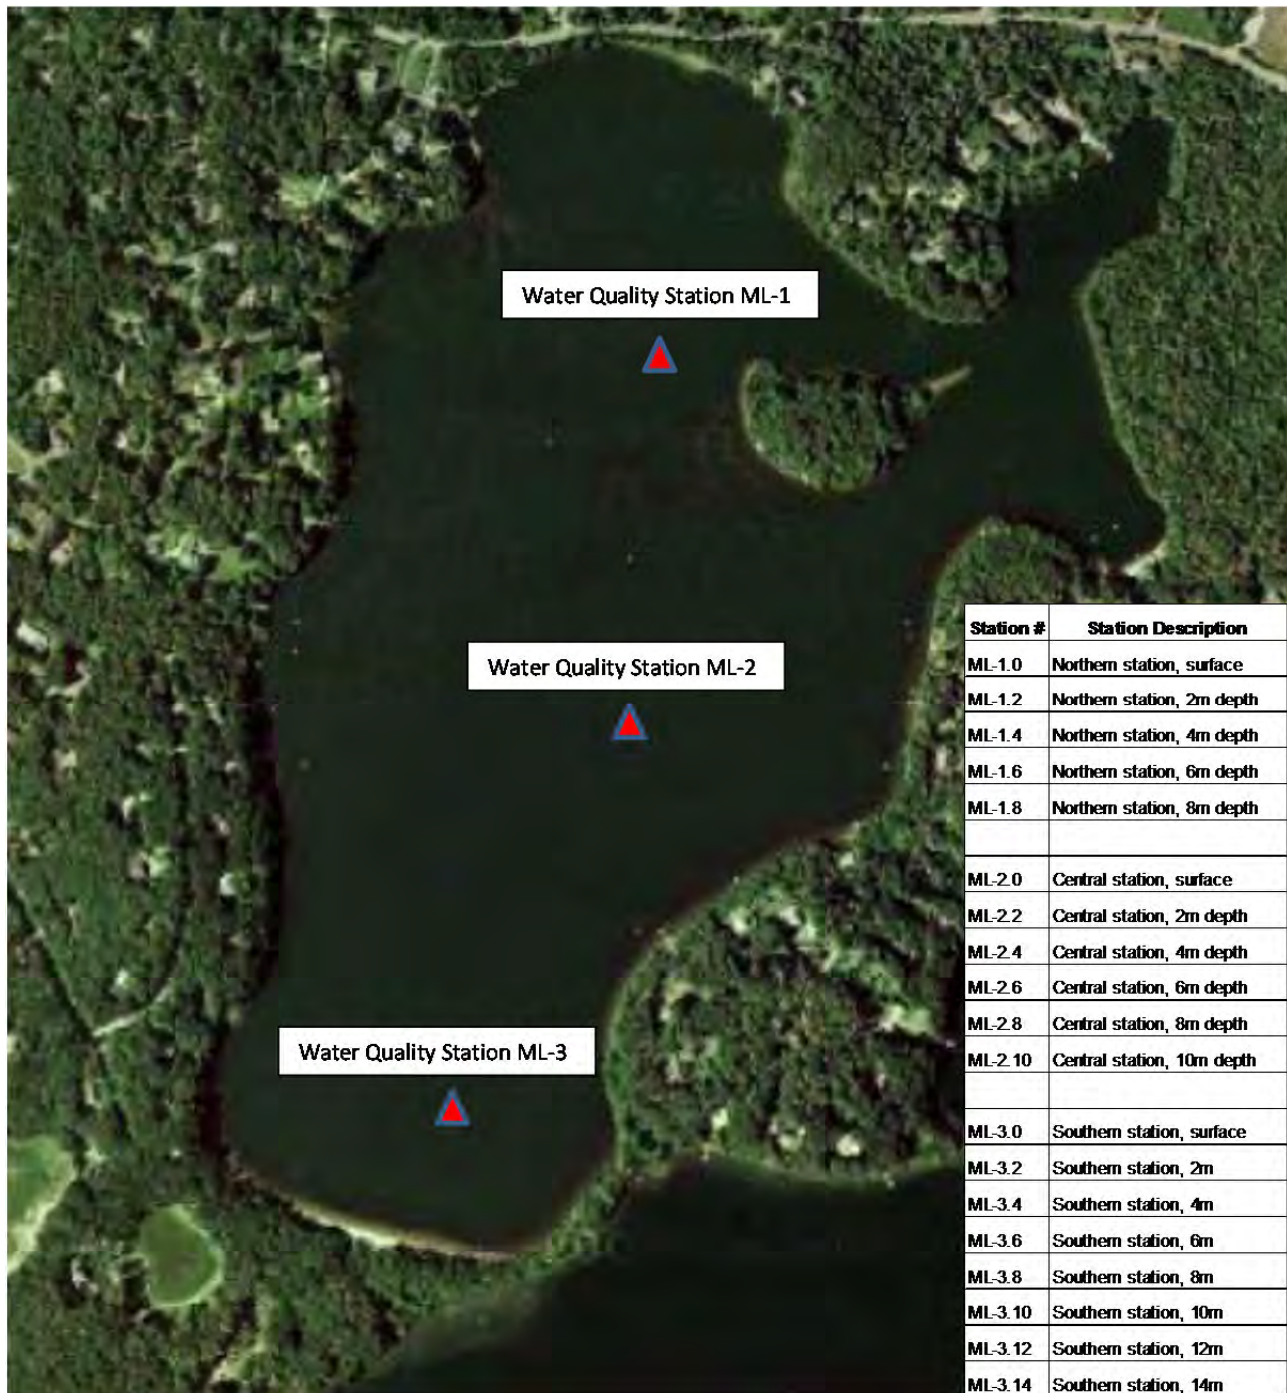 Water Quality Station ML-1
Water Quality Station ML-2
Water Quality Station ML-3
Station # Station Description
ML-1.0 Northern station, surface
ML-1.2 Northern station, 2m depth
ML-1.4 Northern station, 4m depth
ML-1.6 Northern station, 6m depth
ML-1.8 Northern station, 8m depth
ML-2.0 Central station, surface
ML-2.2 Central station, 2m depth
ML-2.4 Central station, 4m depth
ML-2.6 Central station, 6m depth
ML-2.8 Central station, 8m depth
ML-2.10 Central station, 10m depth
ML-3.0 Southern station, surface
ML-3.2 Southern station, 2m
ML-3.4 Southern station, 4m
ML-3.6 Southern station, 6m
ML-3.8 Southern station, 8m
ML-3.10 Southern station, 10m
ML-3.12 Southern station, 12m
ML-3.14 Southern station, 14m